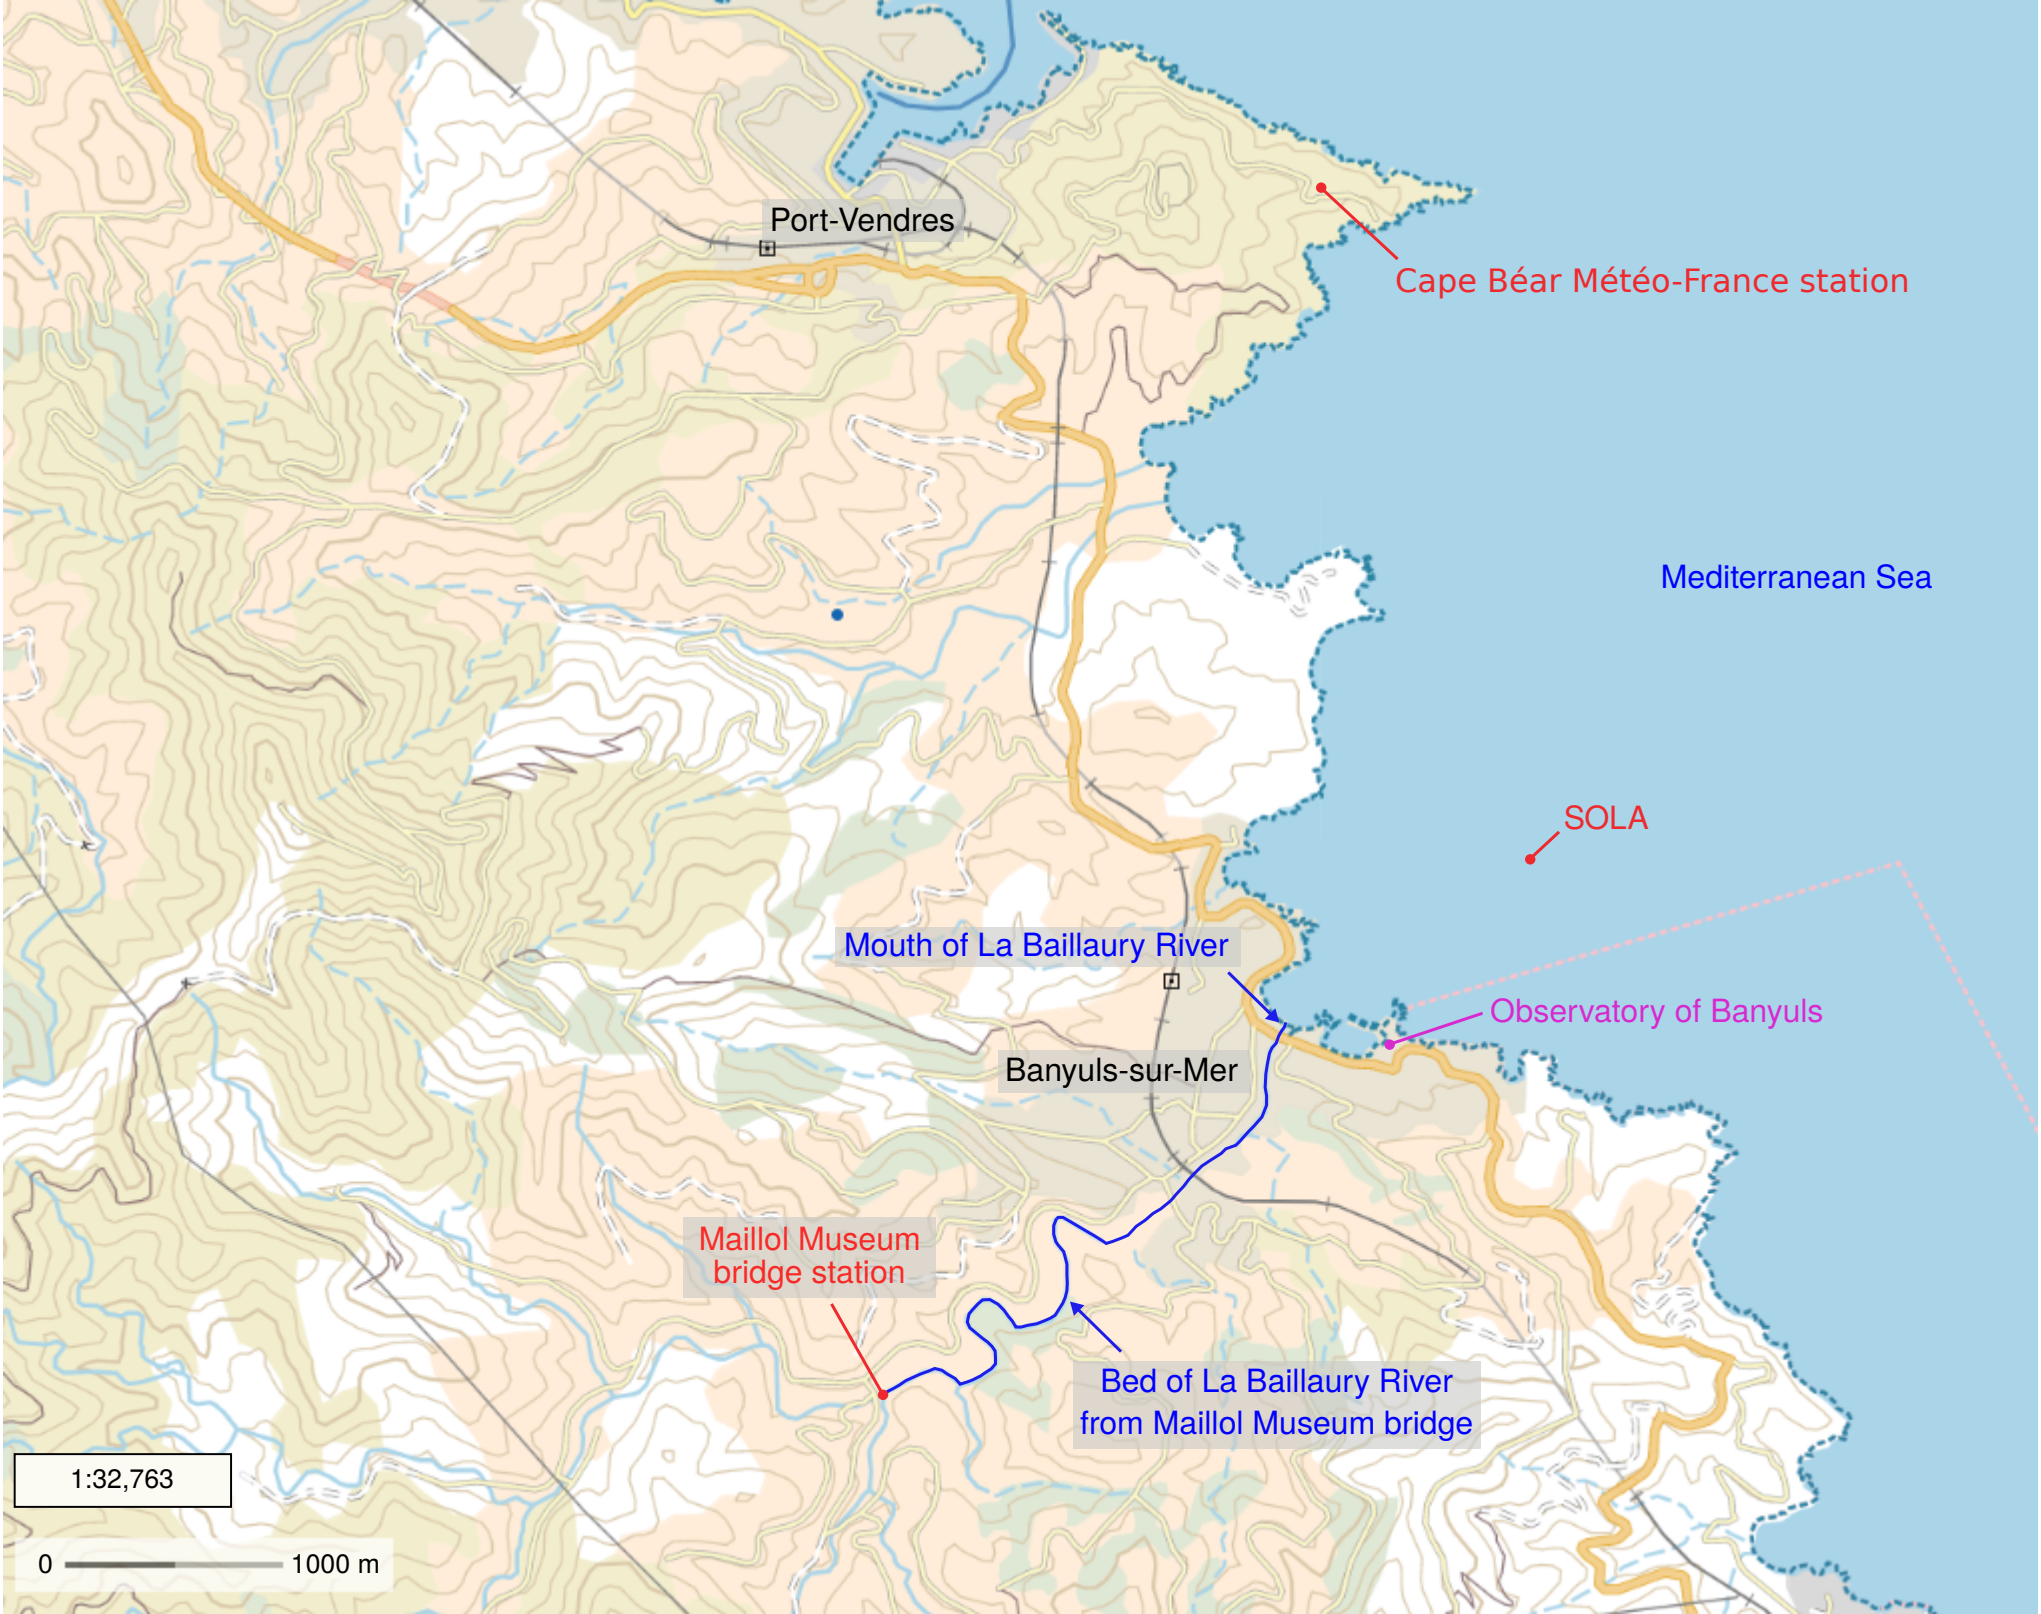 Port-Vendres
Cape Béar Météo-France station
Mediterranean Sea
SOLA
Mouth of La Baillaury River
Observatory of Banyuls
Banyuls-sur-Mer
Maillol Museum
bridge station
Bed of La Baillaury River
from Maillol Museum bridge
1:32,763
0 1000 m